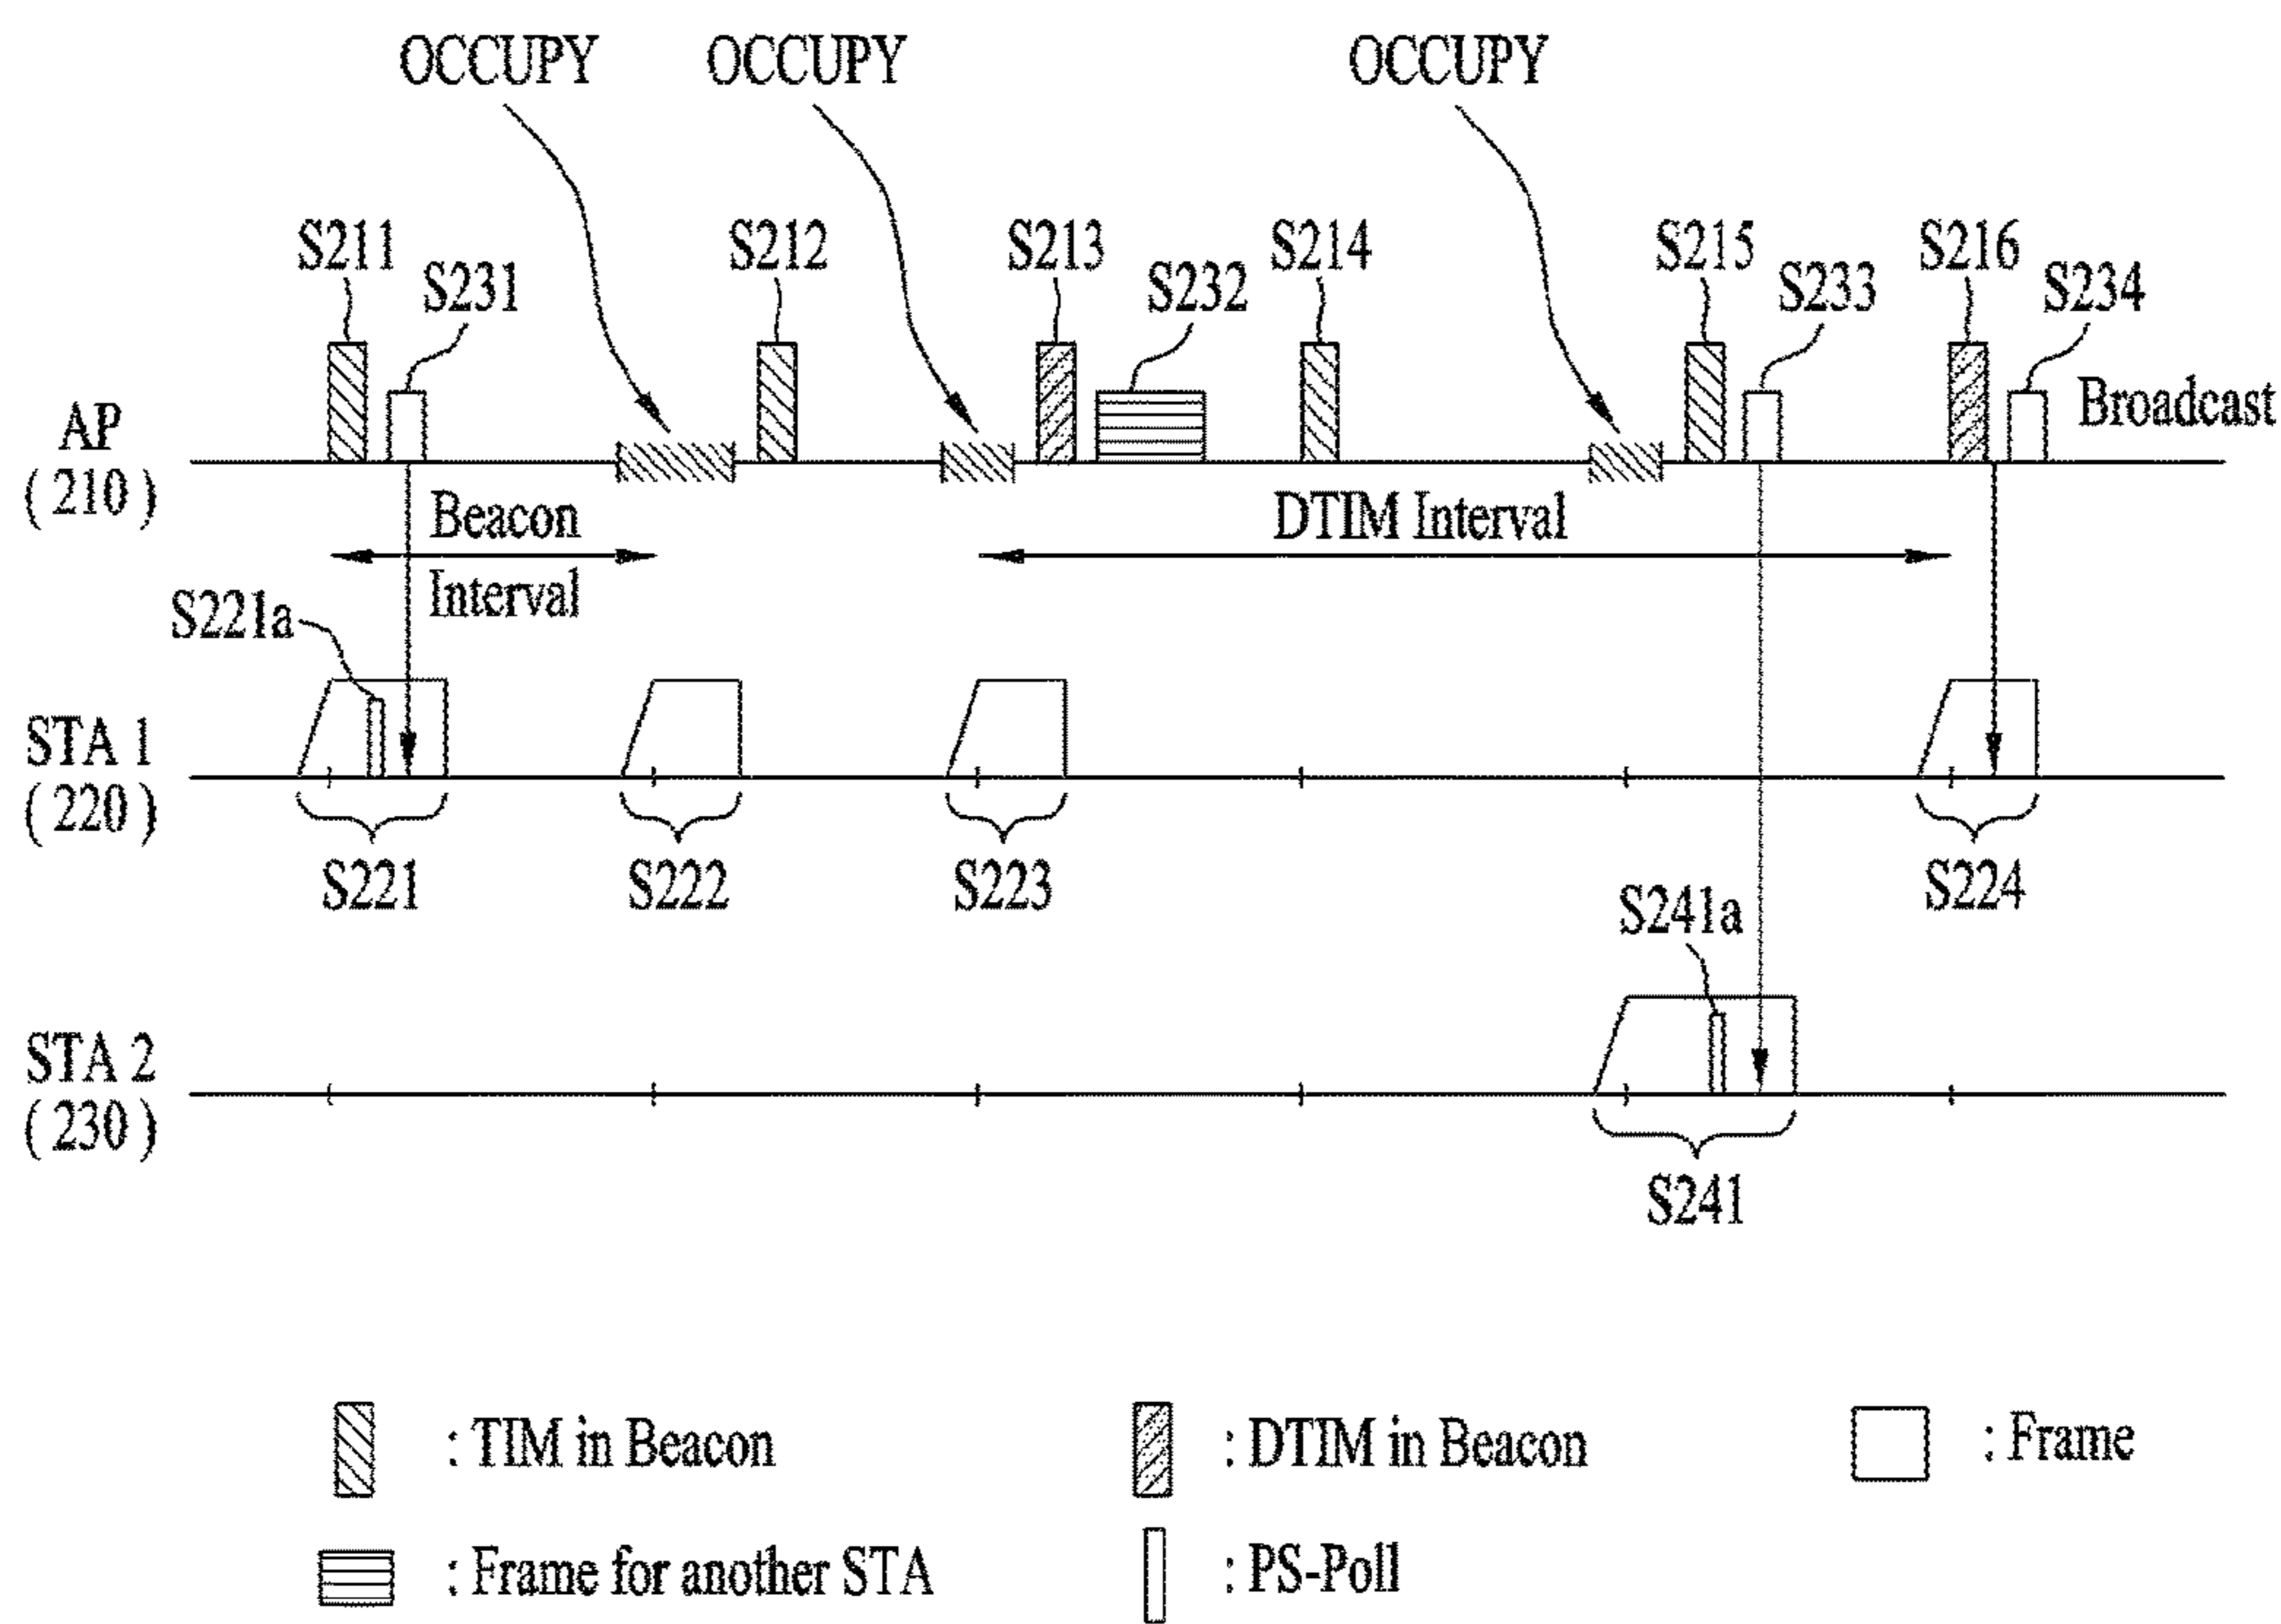 OCCUPY OCCUPY OCCUPY
S211 S212 S213 S214 S215 S216
S231 S232 S233 S234
AP
( 210 )
Broadcast
Beacon
Interval
DTIM Interval
S221a
STA 1
( 220 )
S221 S222 S223 S224
S241a
STA 2
( 230 )
S241
: TIM in Beacon : DTIM in Beacon : Frame
: Frame for another STA : PS-Poll